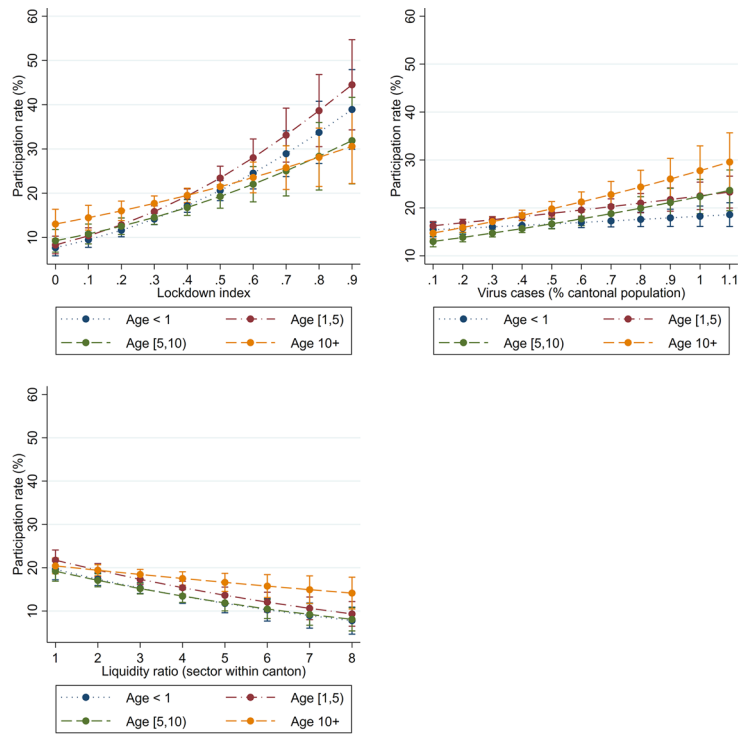 60
50
40
30
20
10
Participation rate (%)
0 .1 .2 .3 .4 .5 .6 .7 .8 .9
Lockdown index
Age < 1 Age [1,5)
Age [5,10) Age 10+
60
50
40
30
20
10
Participation rate (%)
.1 .2 .3 .4 .5 .6 .7 .8 .9 1 1.1
Virus cases (% cantonal population)
Age < 1 Age [1,5)
Age [5,10) Age 10+
60
50
40
30
20
10
Participation rate (%)
1 2 3 4 5 6 7 8
Liquidity ratio (sector within canton)
Age < 1 Age [1,5)
Age [5,10) Age 10+